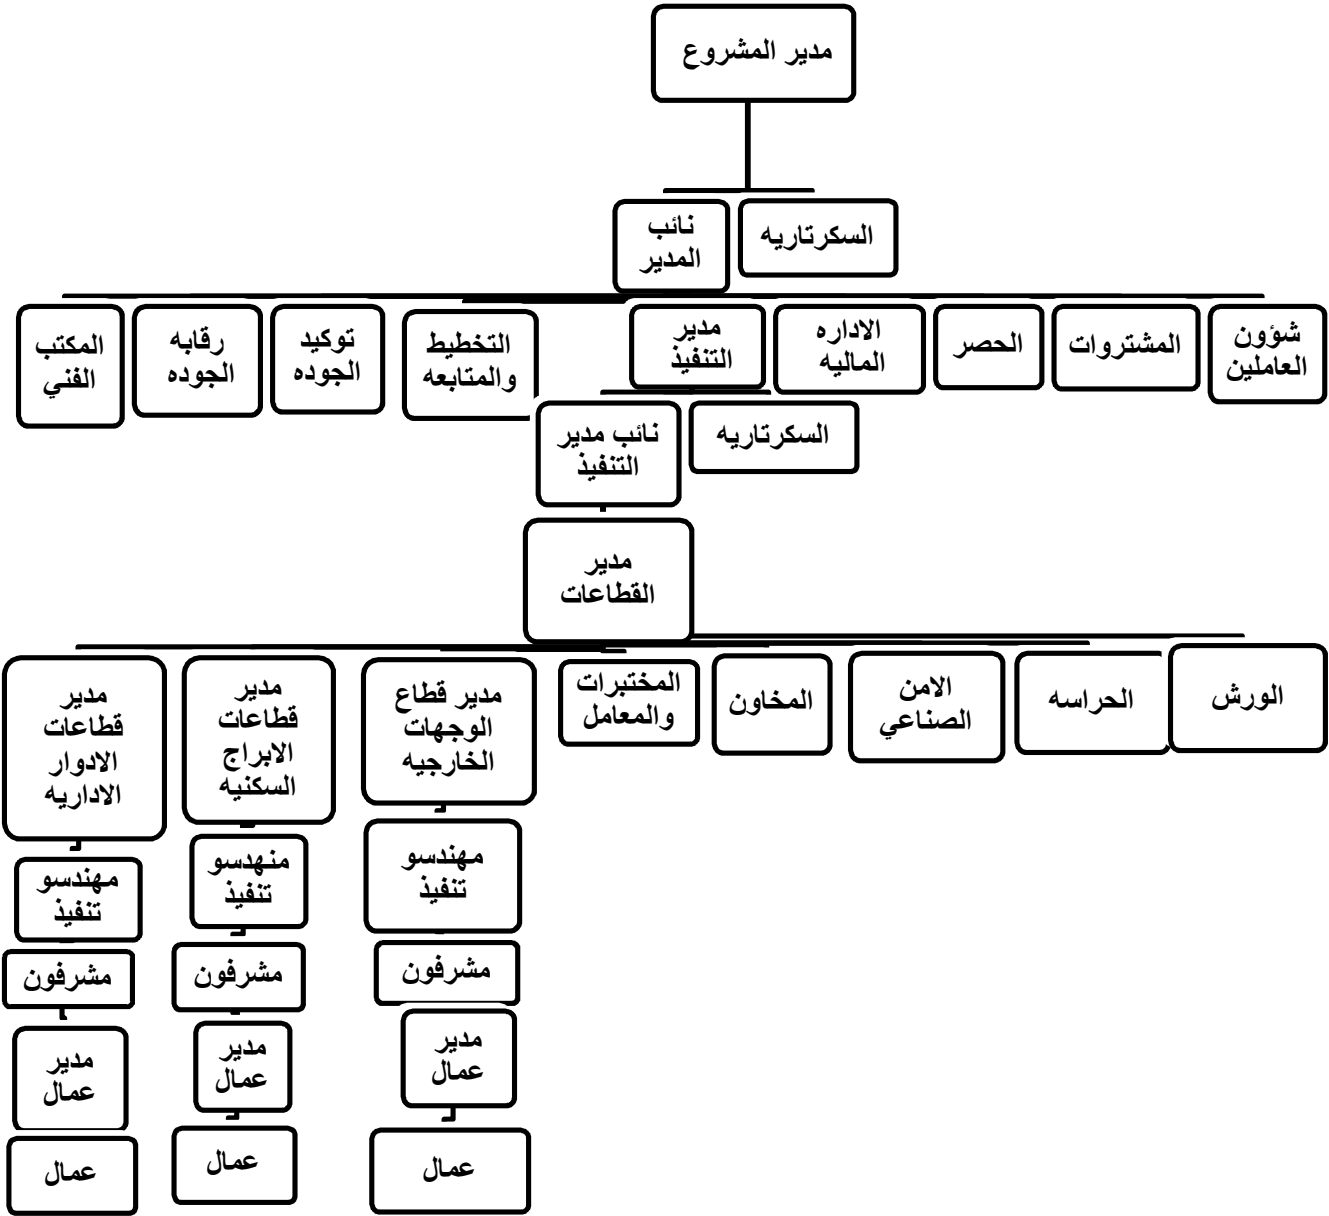 مدير المشروع
السكرتاريه
نائب
المدير
شؤون
العاملين
المشتروات
الحصر
الاداره
الماليه
مدير
التنفيذ
التخطيط
والمتابعه
توكيد
الجوده
رقابه
الجوده
المكتب
الفني
السكرتاريه
نائب مدير
التنفيذ
مدير
القطاعات
الورش
الحراسه
الامن
الصناعي
المخاون
المختبرات
والمعامل
مدير قطاع
الوجهات
الخارجيه
مدير
قطاعات
الابراج
السكنيه
مدير
قطاعات
الادوار
الاداريه
مهندسو
تنفيذ
منهدسو
تنفيذ
مهندسو
تنفيذ
مشرفون
مشرفون
مشرفون
مدير
عمال
مدير
عمال
مدير
عمال
عمال
عمال
عمال